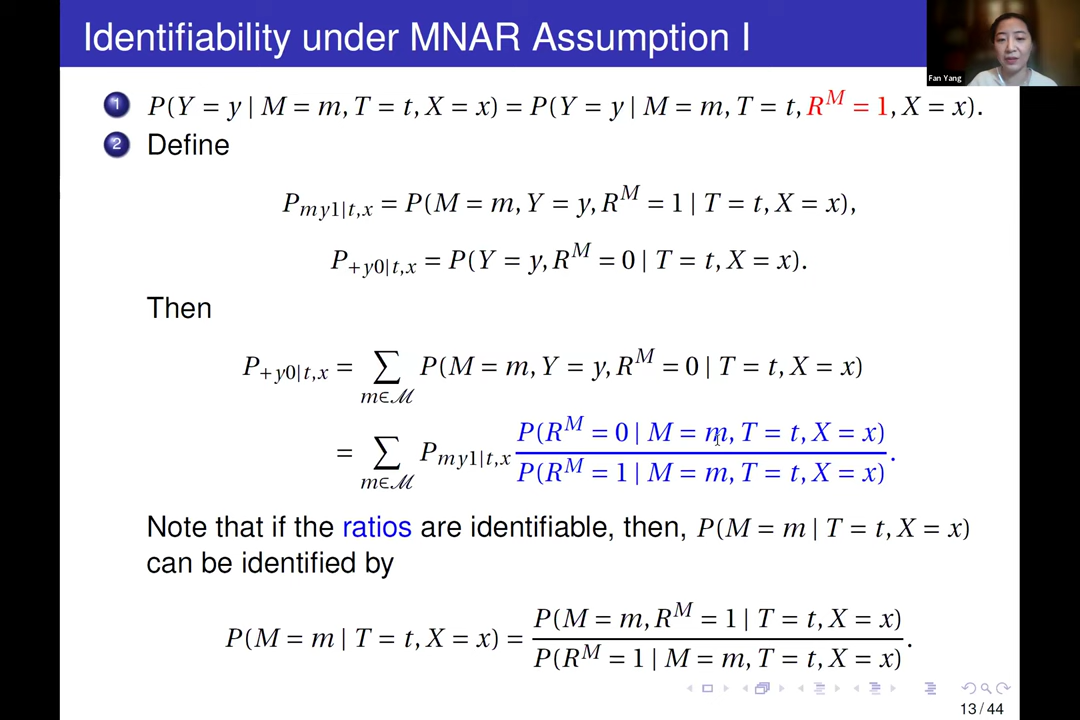 Identifiability under MNAR Assumption I
Fan Yang
1 P(Y = y | M = m, T = t, X = x) = P(Y = y | M = m, T = t, R^M = 1, X = x).
2 Define
P_{my1|t,x} = P(M = m, Y = y, R^M = 1 | T = t, X = x),
P_{+y0|t,x} = P(Y = y, R^M = 0 | T = t, X = x).
Then
P_{+y0|t,x} = ∑_{m∈ℳ} P(M = m, Y = y, R^M = 0 | T = t, X = x)
= ∑_{m∈ℳ} P_{my1|t,x} \frac{P(R^M = 0 | M = m, T = t, X = x)}{P(R^M = 1 | M = m, T = t, X = x)}.
Note that if the ratios are identifiable, then, P(M = m | T = t, X = x)
can be identified by
P(M = m | T = t, X = x) = \frac{P(M = m, R^M = 1 | T = t, X = x)}{P(R^M = 1 | M = m, T = t, X = x)}.
13 / 44